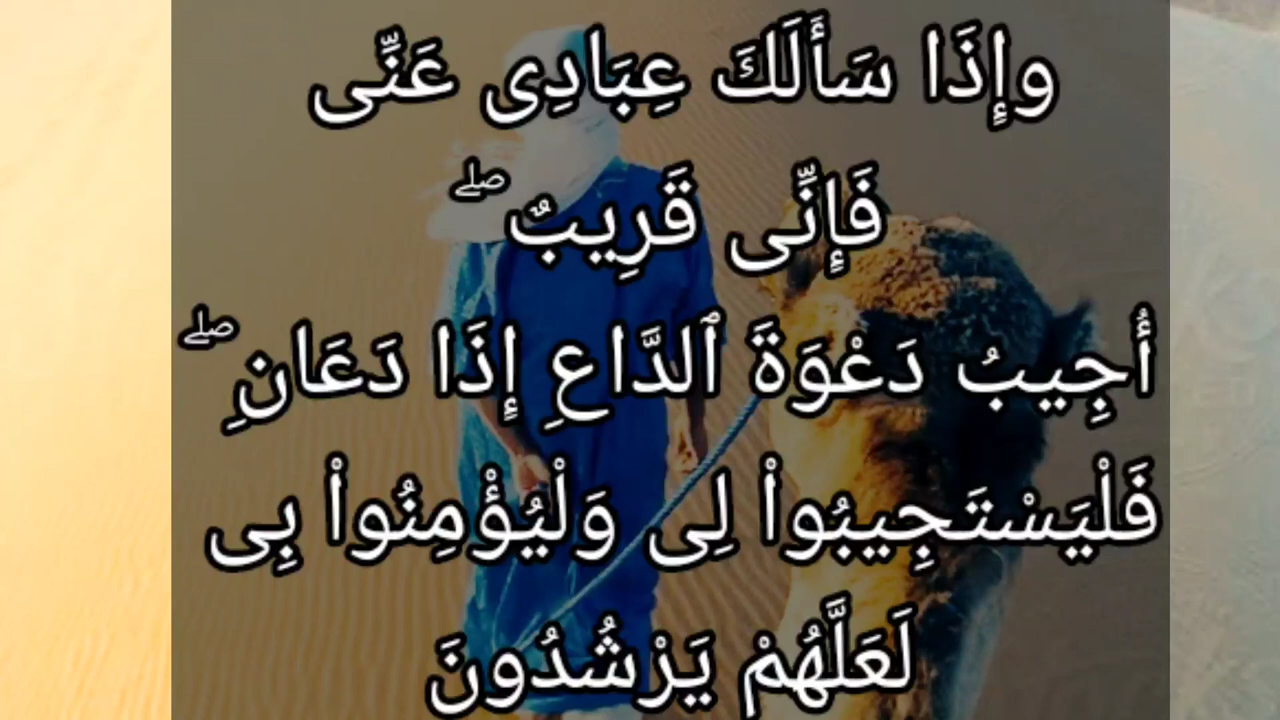 وإِذَا سَأَلَكَ عِبَادِى عَنِّى
فَإِنِّى قَرِيبٌ ۖ
أُجِيبُ دَعْوَةَ ٱلدَّاعِ إِذَا دَعَانِ ۖ
فَلْيَسْتَجِيبُوا۟ لِى وَلْيُؤْمِنُوا۟ بِى
لَعَلَّهُمْ يَرْشُدُونَ